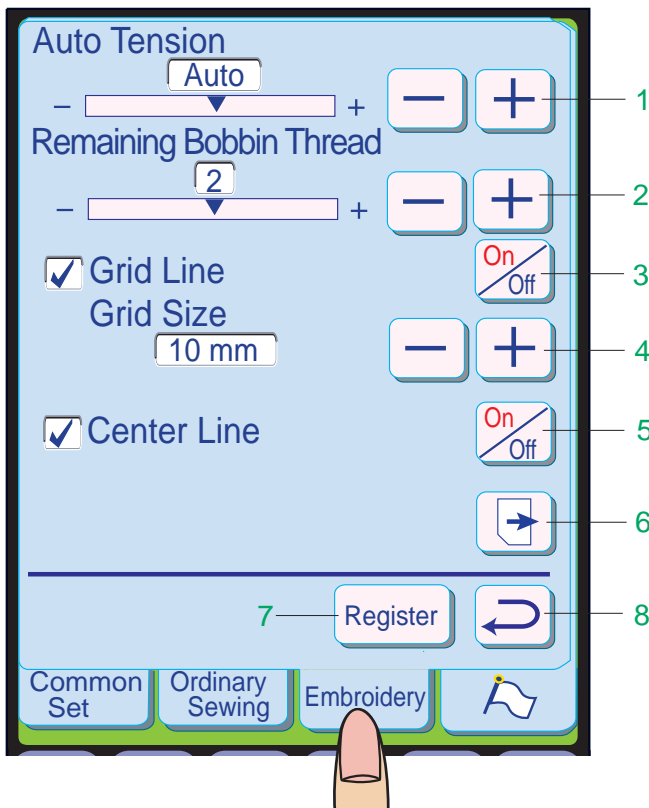 Auto Tension
Auto
− + 1
Remaining Bobbin Thread
2
− + 2
Grid Line On Off 3
Grid Size
10 mm 4
Center Line On Off 5
6
7 Register 8
Common Set
Ordinary Sewing
Embroidery